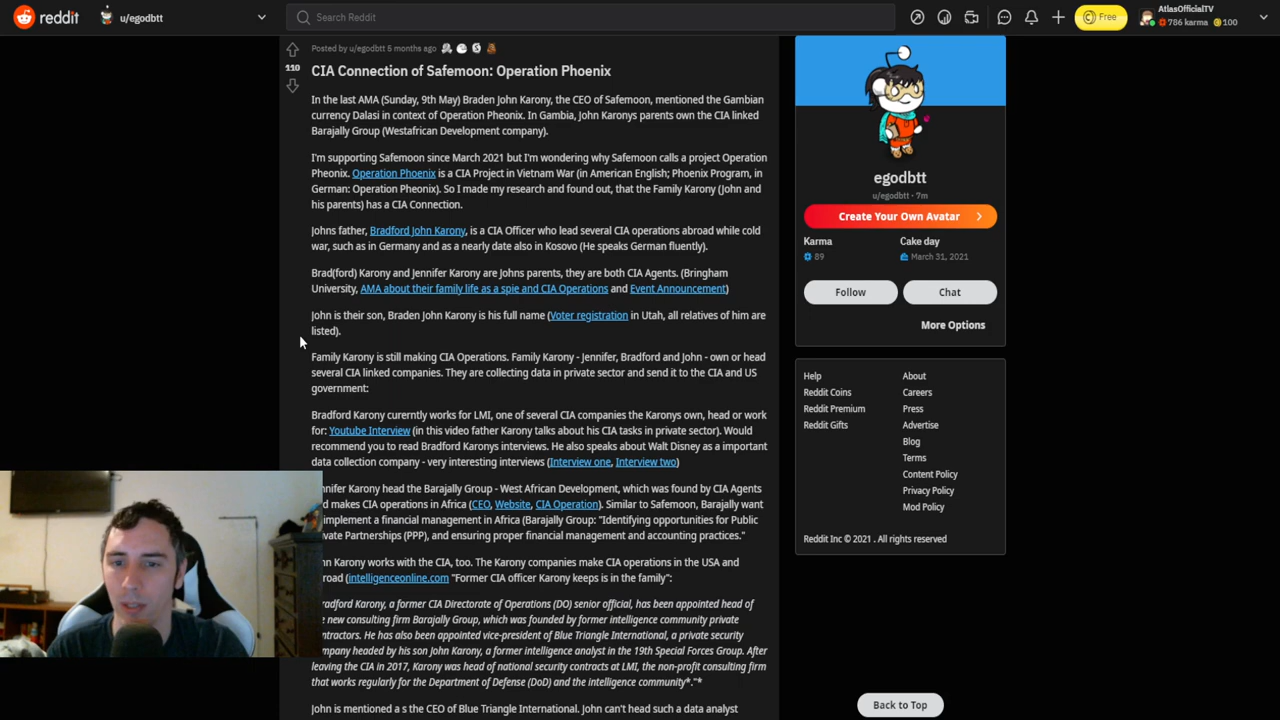 reddit
u/egodbtt
Search Reddit
Free
AtlasOfficialTV
786 karma 100
Posted by u/egodbtt 6 months ago
110
CIA Connection of Safemoon: Operation Phoenix
In the last AMA (Sunday, 9th May) Braden John Karony, the CEO of Safemoon, mentioned the Gambian
currency Dalasi in context of Operation Pheonix. In Gambia, John Karonys parents own the CIA linked
Barajally Group (Westafrican Development company).
I'm supporting Safemoon since March 2021 but I'm wondering why Safemoon calls a project Operation
Pheonix. Operation Phoenix is a CIA Project in Vietnam War (in American English; Phoenix Program, in
German: Operation Pheonix). So I made my research and found out, that the Family Karony (John and
his parents) has a CIA Connection.
Johns father, Bradford John Karony, is a CIA Officer who lead several CIA operations abroad while cold
war, such as in Germany and as a nearly date also in Kosovo (He speaks German fluently).
Brad(ford) Karony and Jennifer Karony are Johns parents, they are both CIA Agents. (Bringham
University, AMA about their family life as a spie and CIA Operations and Event Announcement)
John is their son, Braden John Karony is his full name (Voter registration in Utah, all relatives of him are
listed).
Family Karony is still making CIA Operations. Family Karony - Jennifer, Bradford and John - own or head
several CIA linked companies. They are collecting data in private sector and send it to the CIA and US
government:
Bradford Karony curerntly works for LMI, one of several CIA companies the Karonys own, head or work
for: Youtube Interview (in this video father Karony talks about his CIA tasks in private sector). Would
recommend you to read Bradford Karonys interviews. He also speaks about Walt Disney as a important
data collection company - very interesting interviews (Interview one, Interview two)
nnifer Karony head the Barajally Group - West African Development, which was found by CIA Agents
d makes CIA operations in Africa (CEO, Website, CIA Operation). Similar to Safemoon, Barajally want
implement a financial management in Africa (Barajally Group: "Identifying opportunities for Public
vate Partnerships (PPP), and ensuring proper financial management and accounting practices."
hn Karony works with the CIA, too. The Karony companies make CIA operations in the USA and
road (intelligenceonline.com "Former CIA officer Karony keeps is in the family":
radford Karony, a former CIA Directorate of Operations (DO) senior official, has been appointed head of
e new consulting firm Barajally Group, which was founded by former intelligence community private
ntractors. He has also been appointed vice-president of Blue Triangle International, a private security
mpany headed by his son John Karony, a former intelligence analyst in the 19th Special Forces Group. After
leaving the CIA in 2017, Karony was head of national security contracts at LMI, the non-profit consulting firm
that works regularly for the Department of Defense (DoD) and the intelligence community*."*
John is mentioned a s the CEO of Blue Triangle International. John can't head such a data analyst
egodbtt
u/egodbtt · 7m
Create Your Own Avatar
Karma Cake day
89 March 31, 2021
Follow Chat
More Options
Help About
Reddit Coins Careers
Reddit Premium Press
Reddit Gifts Advertise
Blog
Terms
Content Policy
Privacy Policy
Mod Policy
Reddit Inc © 2021 . All rights reserved
Back to Top